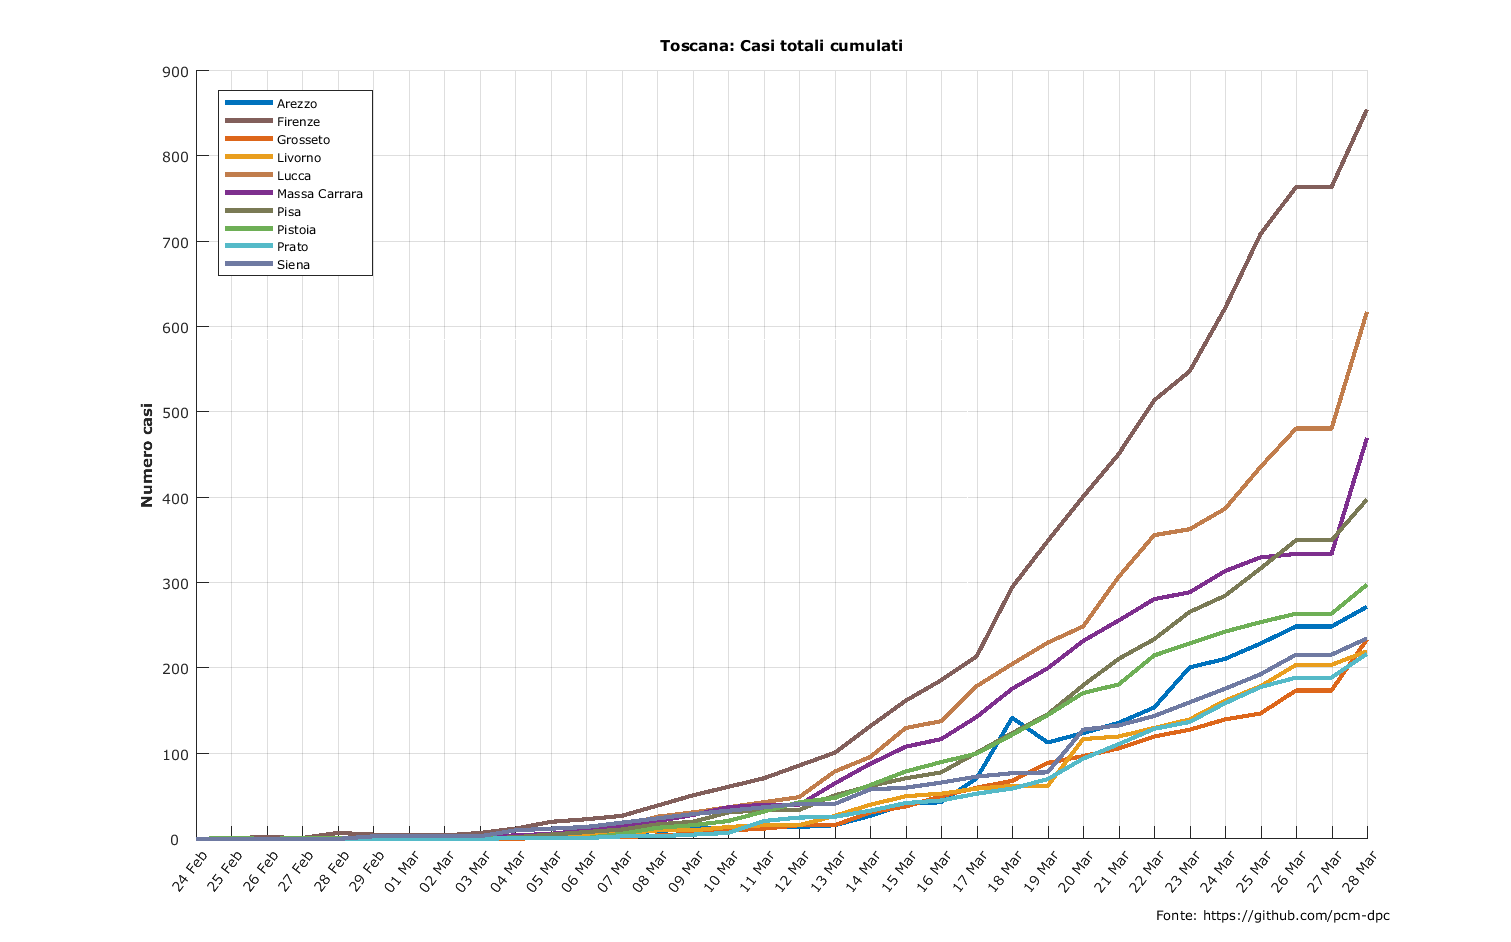 Toscana: Casi totali cumulati
900
800
700
600
500
400
300
200
100
0
Numero casi
Arezzo
Firenze
Grosseto
Livorno
Lucca
Massa Carrara
Pisa
Pistoia
Prato
Siena
24 Feb
25 Feb
26 Feb
27 Feb
28 Feb
29 Feb
01 Mar
02 Mar
03 Mar
04 Mar
05 Mar
06 Mar
07 Mar
08 Mar
09 Mar
10 Mar
11 Mar
12 Mar
13 Mar
14 Mar
15 Mar
16 Mar
17 Mar
18 Mar
19 Mar
20 Mar
21 Mar
22 Mar
23 Mar
24 Mar
25 Mar
26 Mar
27 Mar
28 Mar
Fonte: https://github.com/pcm-dpc